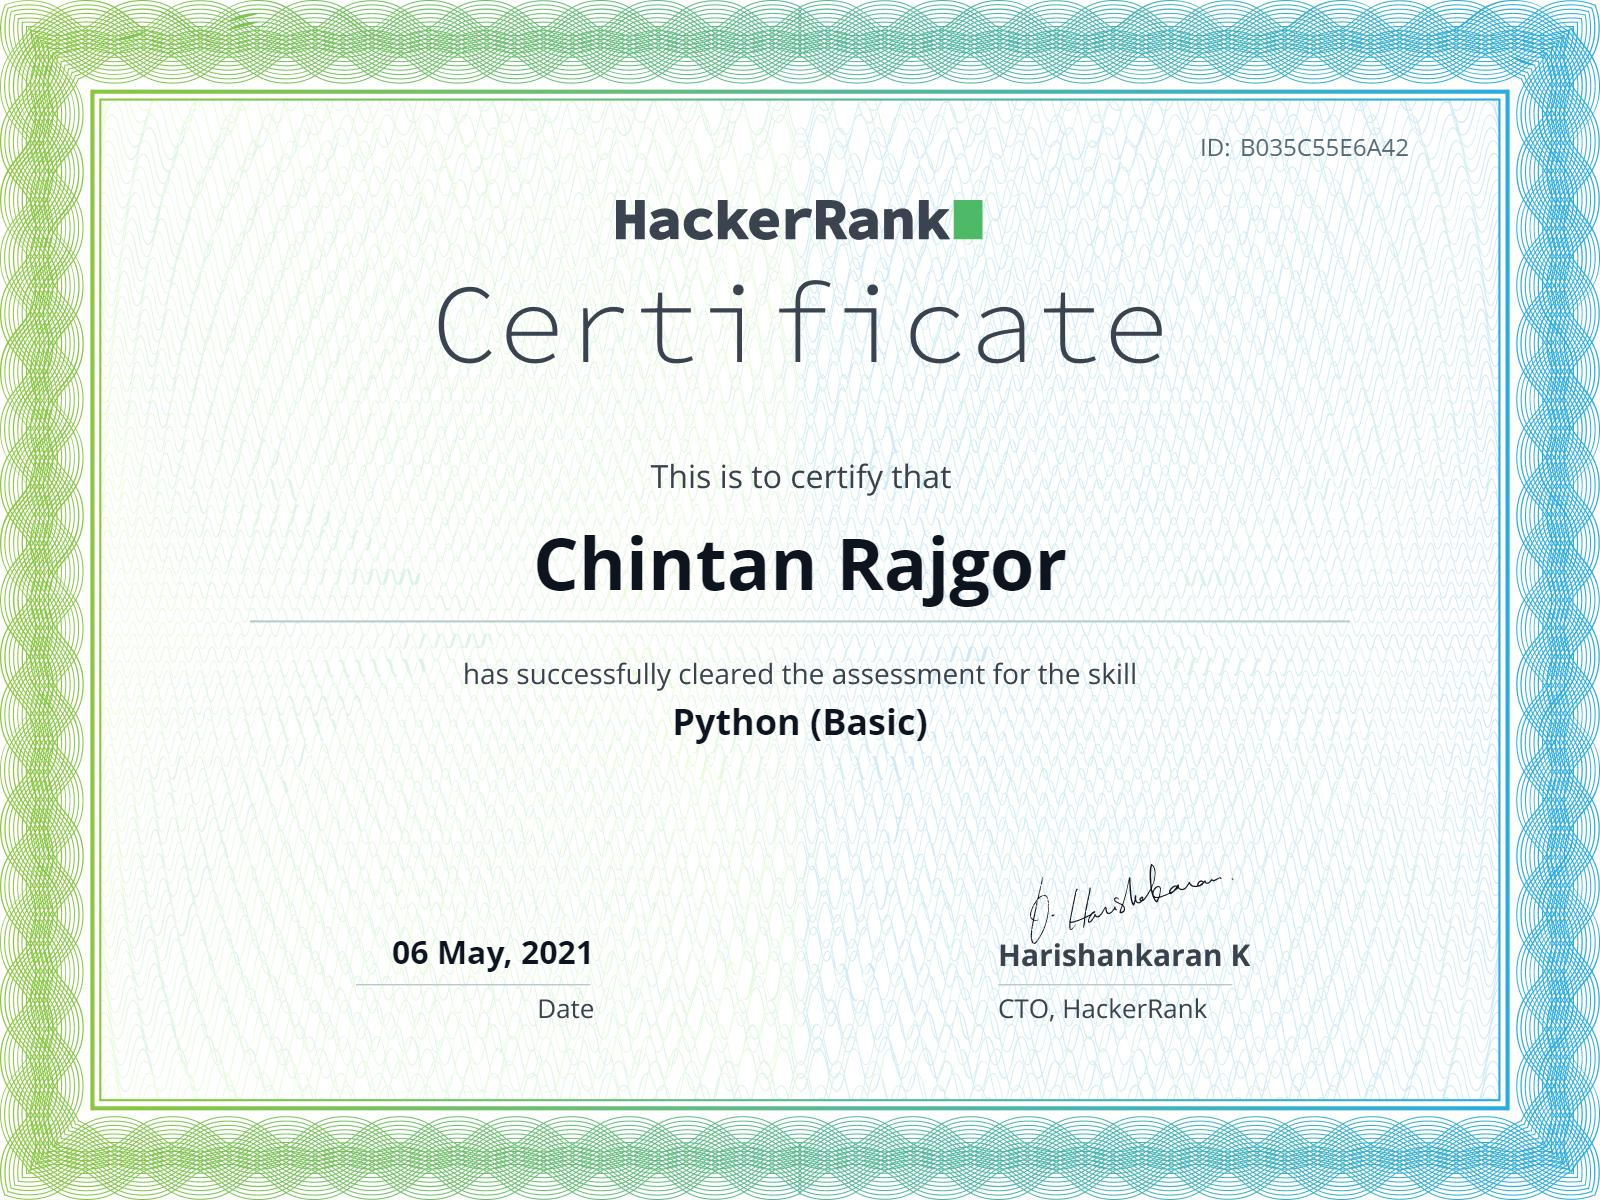 ID: B035C55E6A42
HackerRank
Certificate
This is to certify that
Chintan Rajgor
has successfully cleared the assessment for the skill
Python (Basic)
J. Harishankaran
06 May, 2021
Harishankaran K
Date
CTO, HackerRank